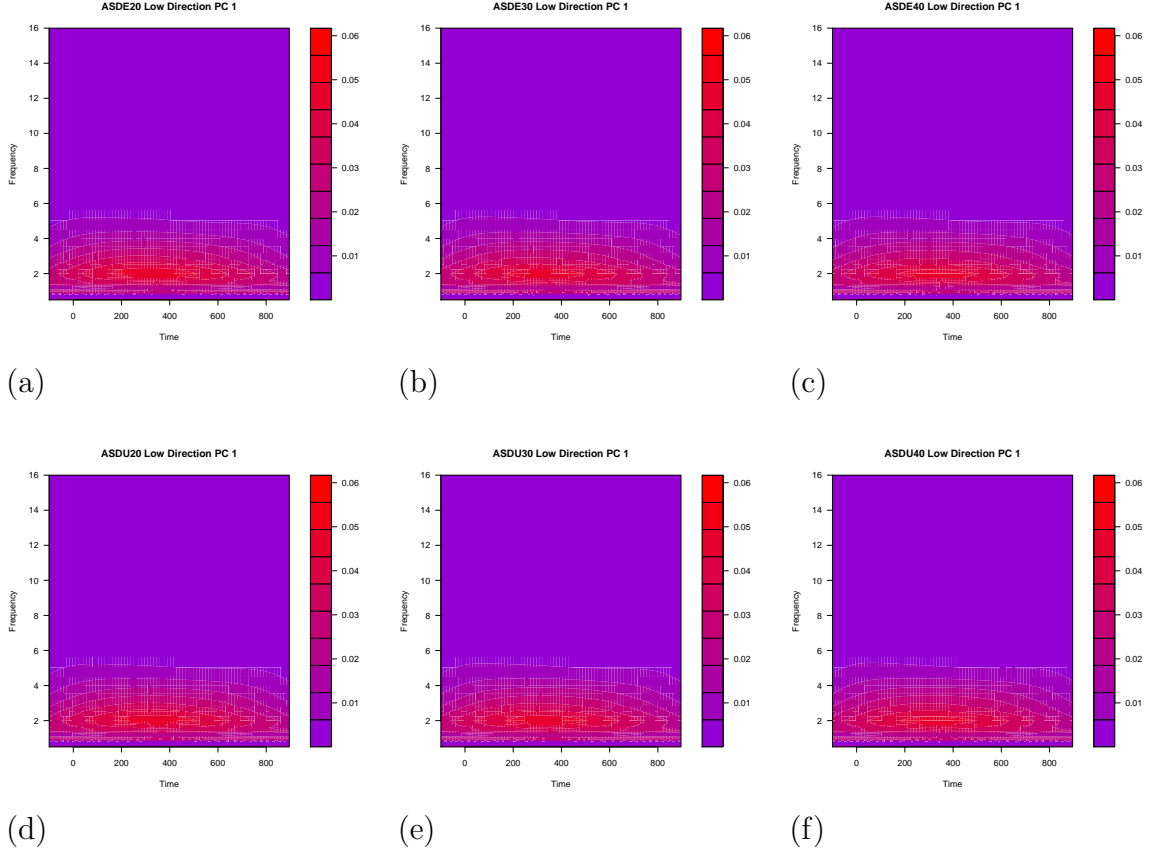 ASDE20 Low Direction PC 1
16
14
12
10
8
6
4
2
Frequency
0 200 400 600 800
Time
0.06
0.05
0.04
0.03
0.02
0.01
(a)
ASDE30 Low Direction PC 1
16
14
12
10
8
6
4
2
Frequency
0 200 400 600 800
Time
0.06
0.05
0.04
0.03
0.02
0.01
(b)
ASDE40 Low Direction PC 1
16
14
12
10
8
6
4
2
Frequency
0 200 400 600 800
Time
0.06
0.05
0.04
0.03
0.02
0.01
(c)
ASDU20 Low Direction PC 1
16
14
12
10
8
6
4
2
Frequency
0 200 400 600 800
Time
0.06
0.05
0.04
0.03
0.02
0.01
(d)
ASDU30 Low Direction PC 1
16
14
12
10
8
6
4
2
Frequency
0 200 400 600 800
Time
0.06
0.05
0.04
0.03
0.02
0.01
(e)
ASDU40 Low Direction PC 1
16
14
12
10
8
6
4
2
Frequency
0 200 400 600 800
Time
0.06
0.05
0.04
0.03
0.02
0.01
(f)